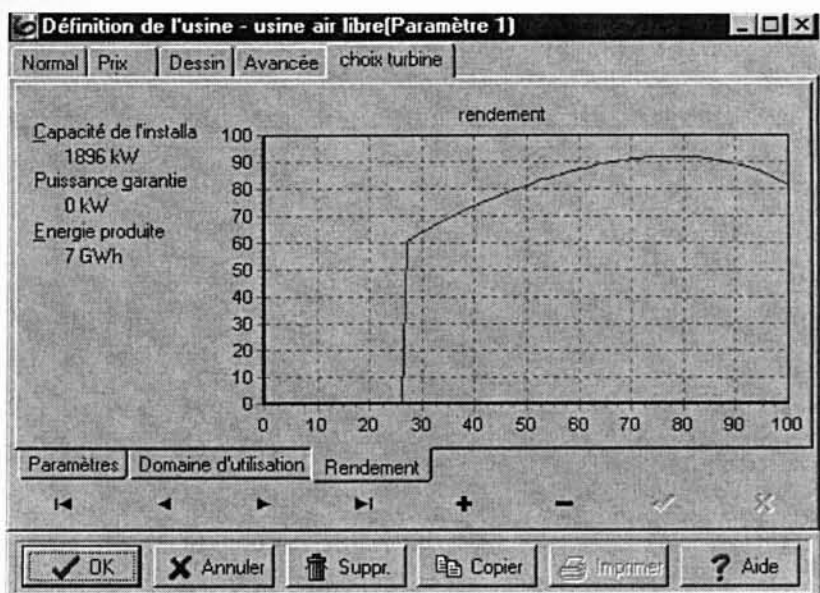 Définition de l'usine - usine air libre(Paramètre 1)
Normal Prix Dessin Avancée choix turbine
Capacité de l'installa
1896 kW
Puissance garantie
0 kW
Energie produite
7 GWh
rendement
100
90
80
70
60
50
40
30
20
10
0
0 10 20 30 40 50 60 70 80 90 100
Paramètres Domaine d'utilisation Rendement
OK Annuler Suppr. Copier Imprimer Aide